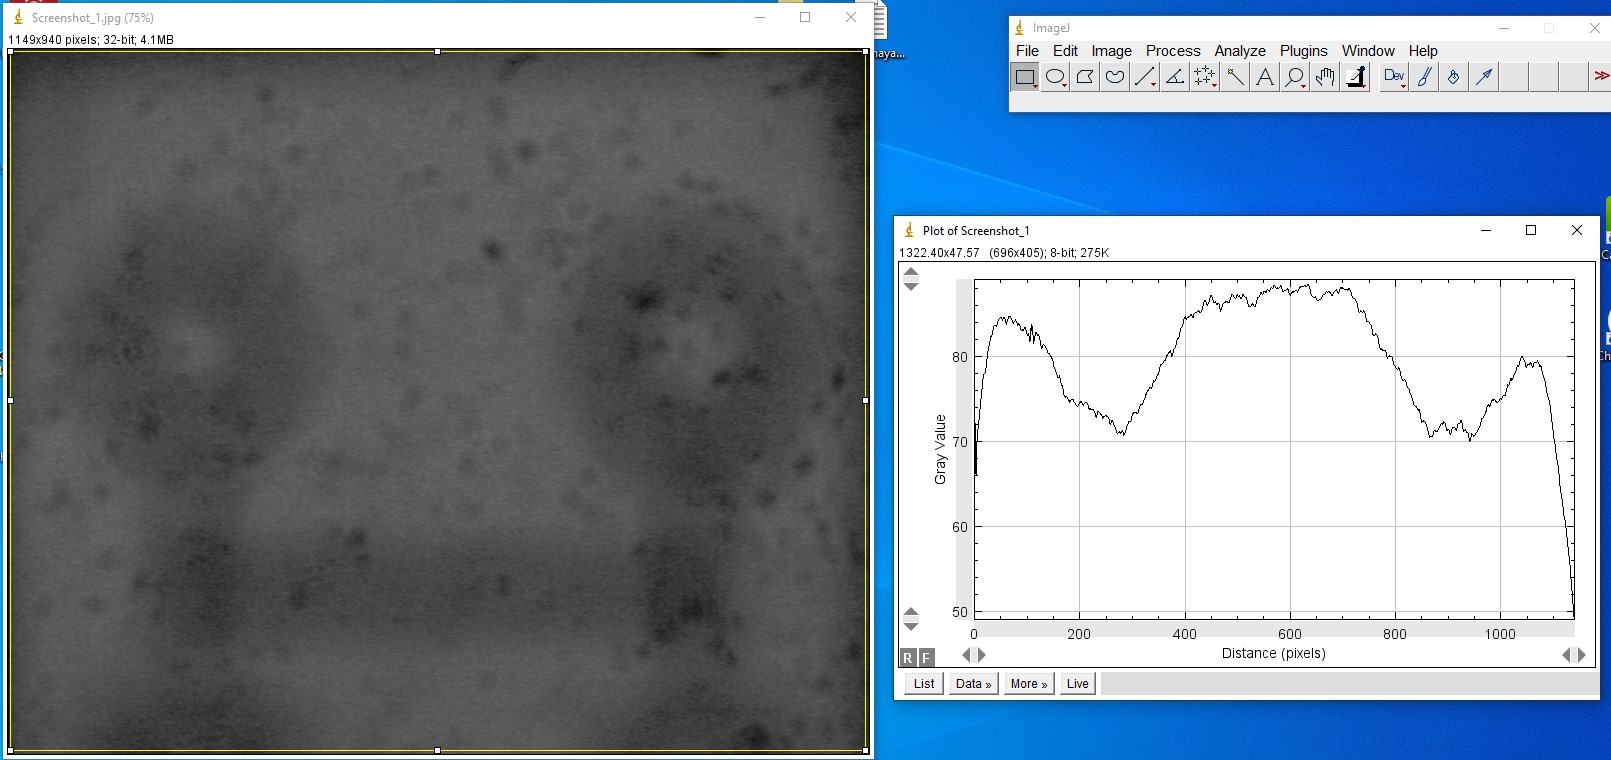 Screenshot_1.jpg (75%)
1149x940 pixels; 32-bit; 4.1MB
naya...
ImageJ
File Edit Image Process Analyze Plugins Window Help
A Dev
Plot of Screenshot_1
1322.40x47.57 (696x405); 8-bit; 275K
80
70
60
50
Gray Value
0 200 400 600 800 1000
Distance (pixels)
R F
List Data » More » Live